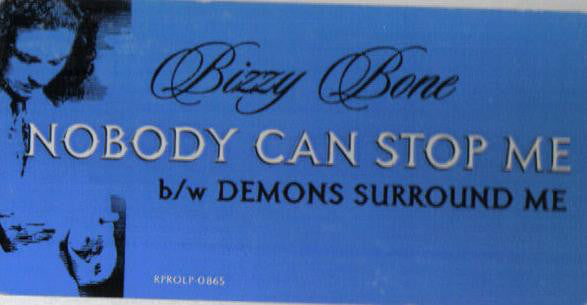 Bizzy Bone
NOBODY CAN STOP ME
b/w DEMONS SURROUND ME
RPROLP-0865